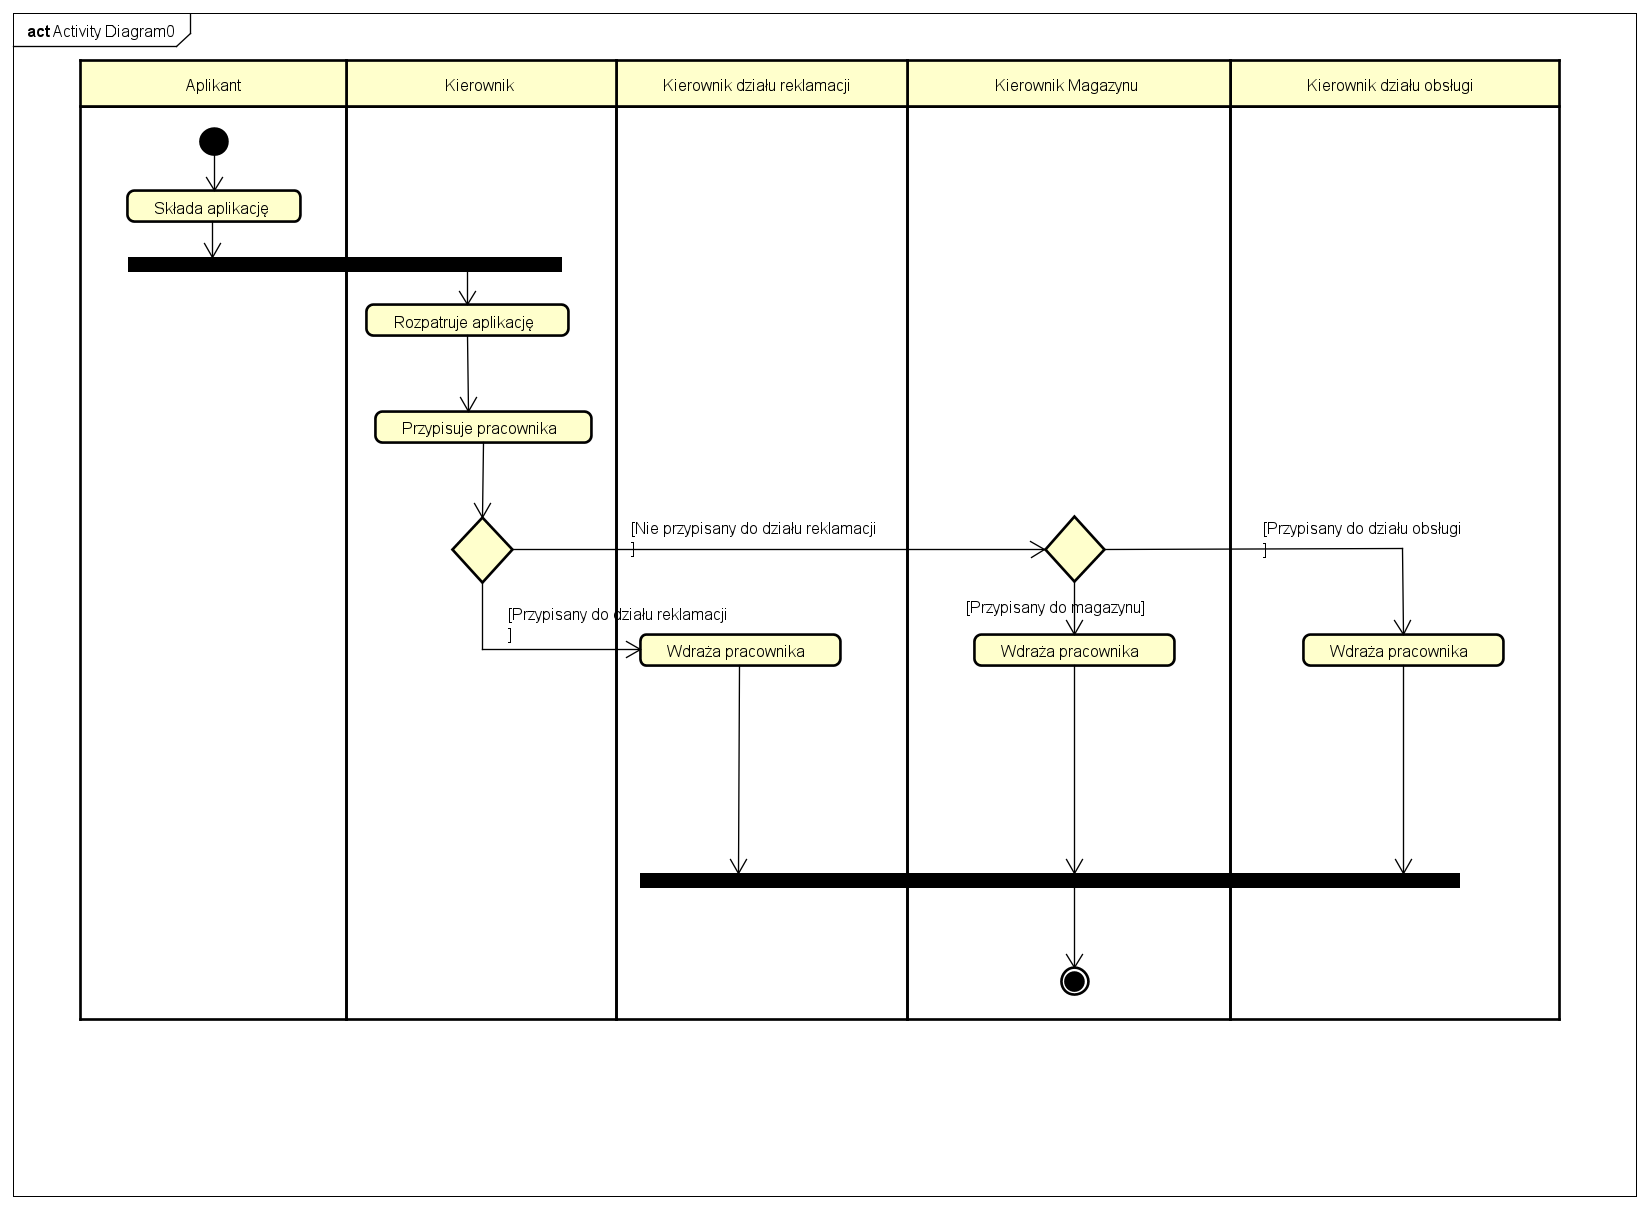 act Activity Diagram0
Aplikant
Kierownik
Kierownik działu reklamacji
Kierownik Magazynu
Kierownik działu obsługi
Składa aplikację
Rozpatruje aplikację
Przypisuje pracownika
[Nie przypisany do działu reklamacji
]
[Przypisany do działu obsługi
]
[Przypisany do działu reklamacji
]
[Przypisany do magazynu]
Wdraża pracownika
Wdraża pracownika
Wdraża pracownika